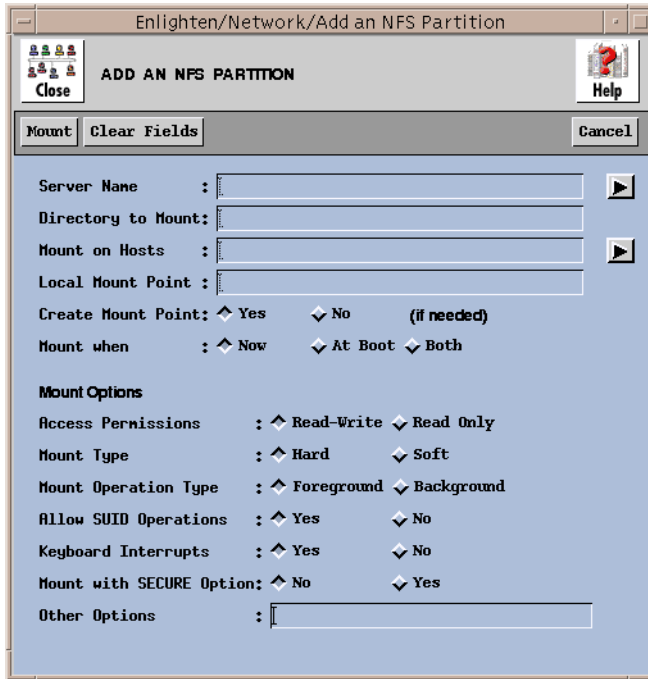 Enlighten/Network/Add an NFS Partition
Close
ADD AN NFS PARTITION
Help
Mount Clear Fields Cancel
Server Name :
Directory to Mount:
Mount on Hosts :
Local Mount Point :
Create Mount Point: Yes No (if needed)
Mount when : Now At Boot Both
Mount Options
Access Permissions : Read-Write Read Only
Mount Type : Hard Soft
Mount Operation Type : Foreground Background
Allow SUID Operations : Yes No
Keyboard Interrupts : Yes No
Mount with SECURE Option: No Yes
Other Options :